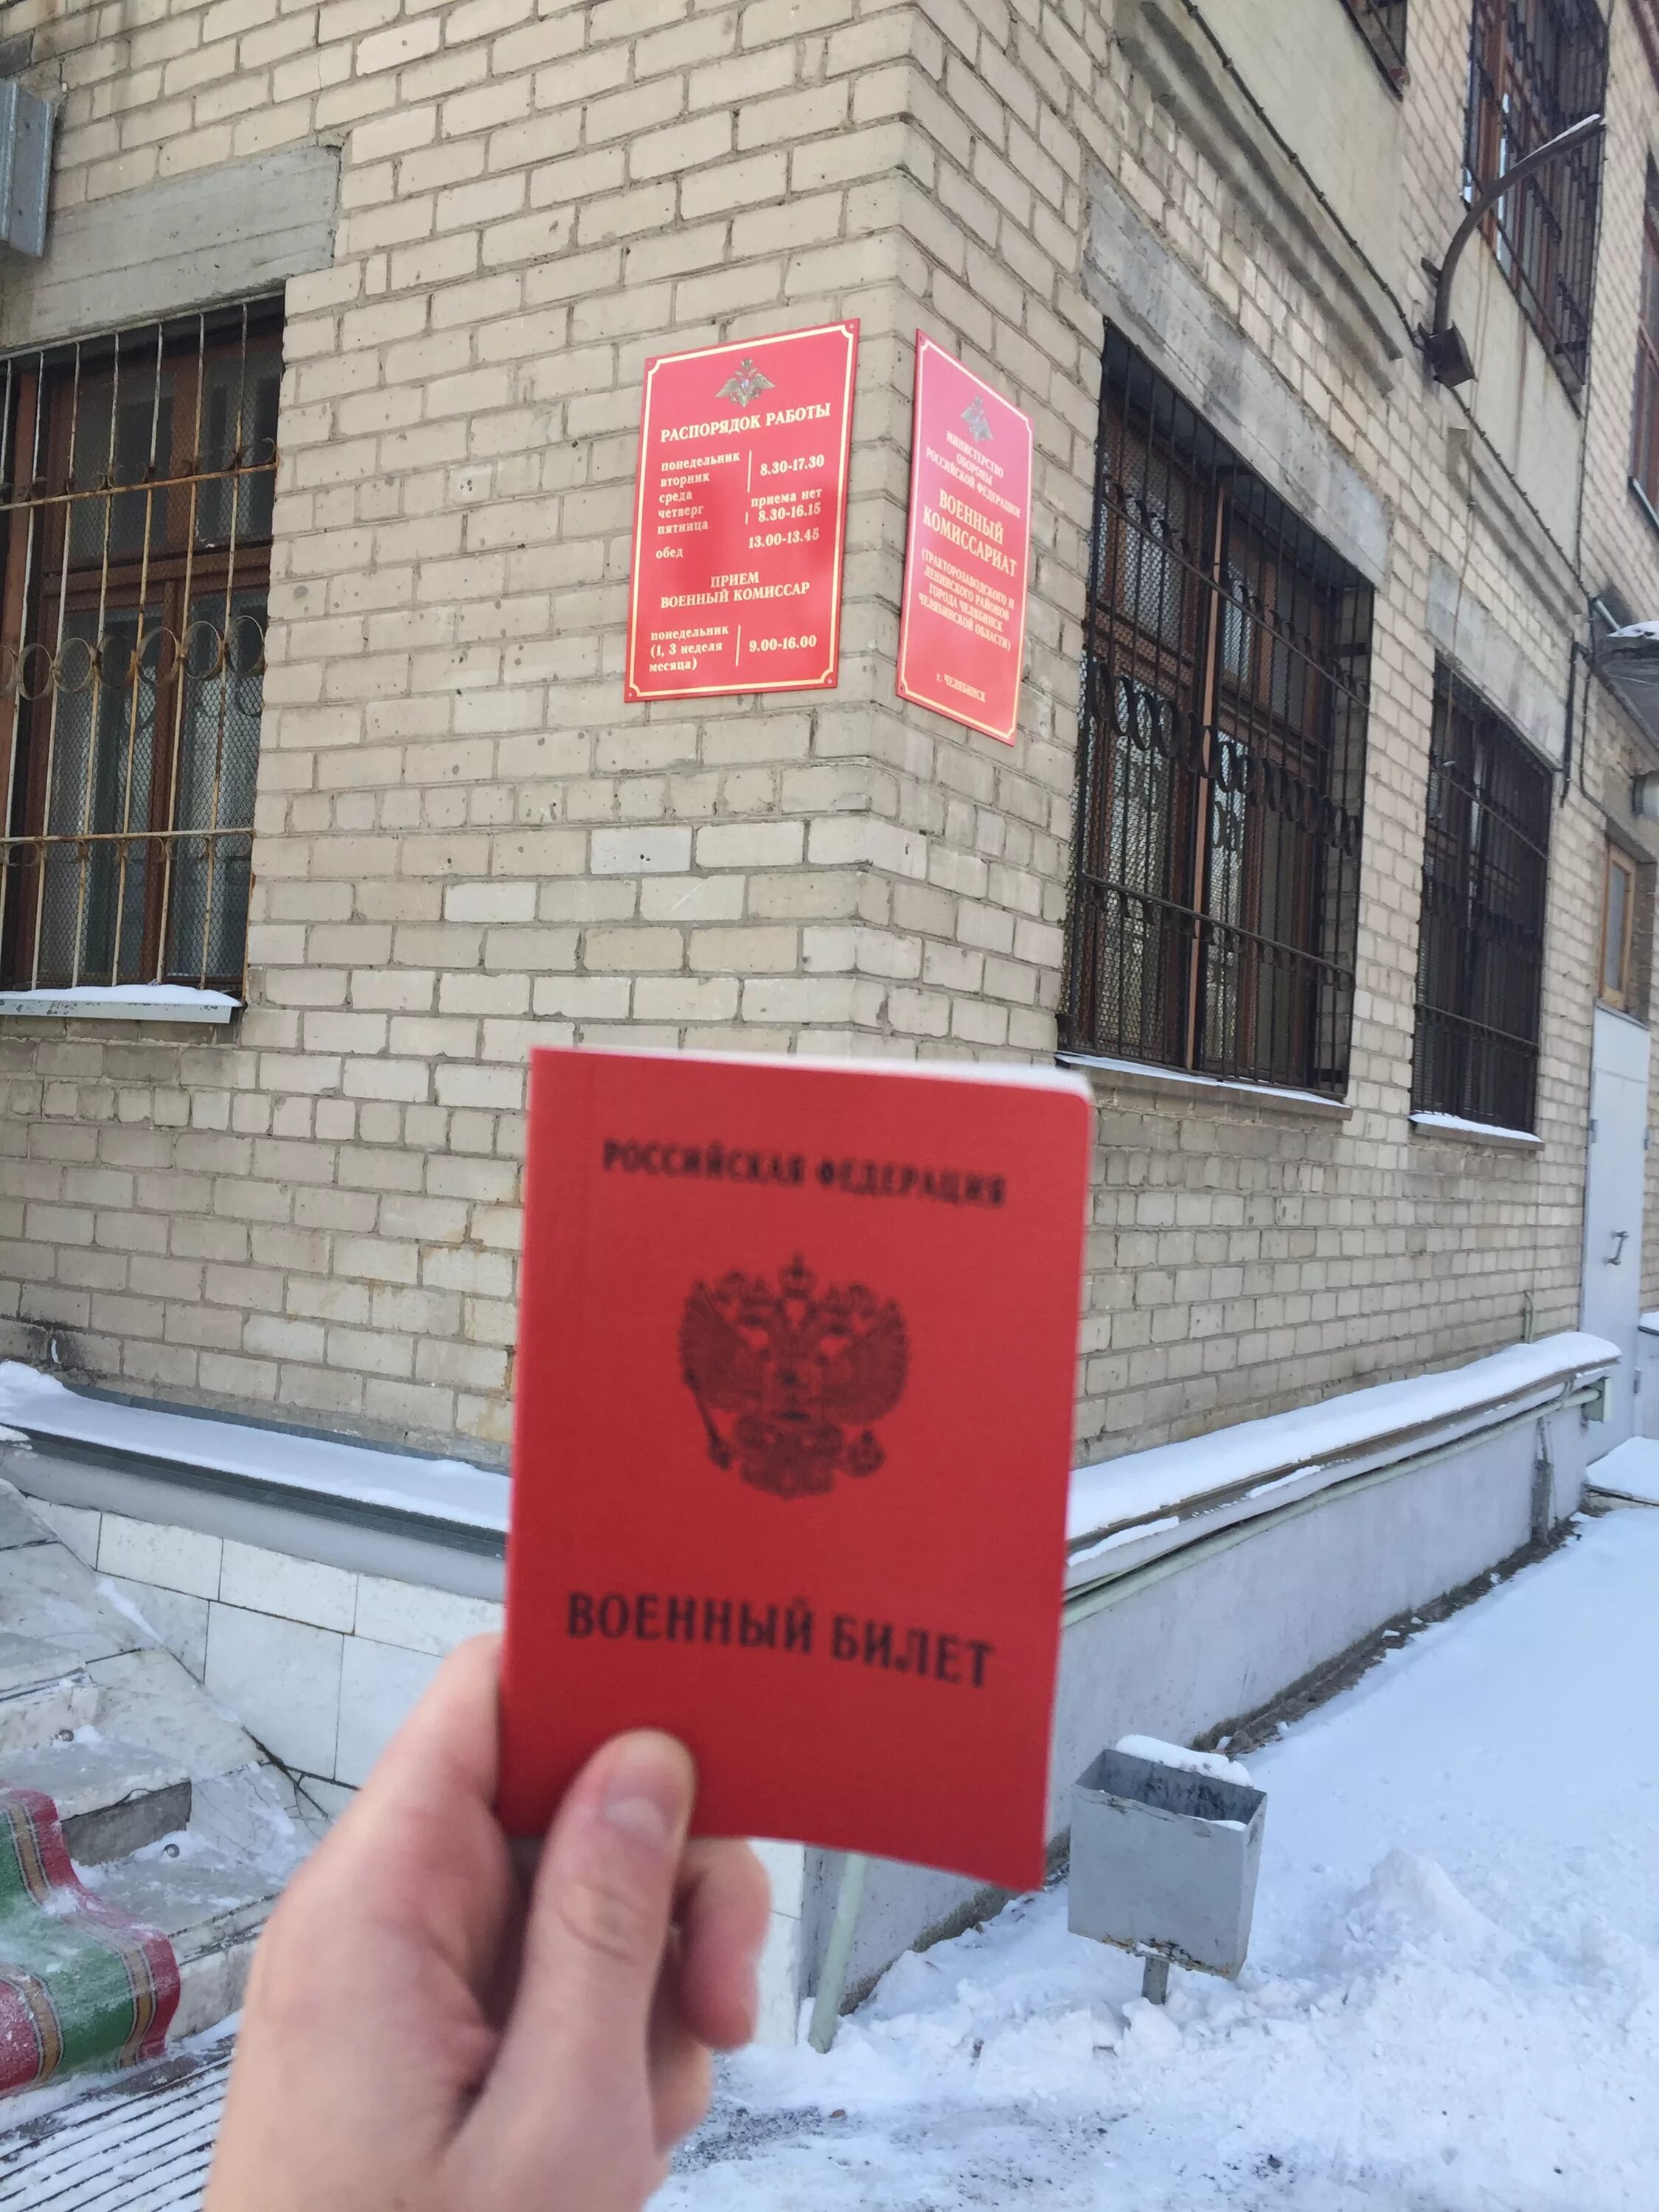 РАСПОРЯДОК РАБОТЫ
понедельник
вторник
8.30-17.30
среда
приема нет
четверг
пятница
8.30-16.15
обед
13.00-13.45
ПРИЕМ
ВОЕННЫЙ КОМИССАР
понедельник
(1, 3 неделя
месяца)
9.00-16.00
МИНИСТЕРСТВО
ОБОРОНЫ
РОССИЙСКОЙ ФЕДЕРАЦИИ
ВОЕННЫЙ
КОМИССАРИАТ
(ТРАКТОРОЗАВОДСКОГО И
ЛЕНИНСКОГО РАЙОНОВ
ГОРОДА ЧЕЛЯБИНСК
ЧЕЛЯБИНСКОЙ ОБЛАСТИ)
г. ЧЕЛЯБИНСК
РОССИЙСКАЯ ФЕДЕРАЦИЯ
ВОЕННЫЙ БИЛЕТ